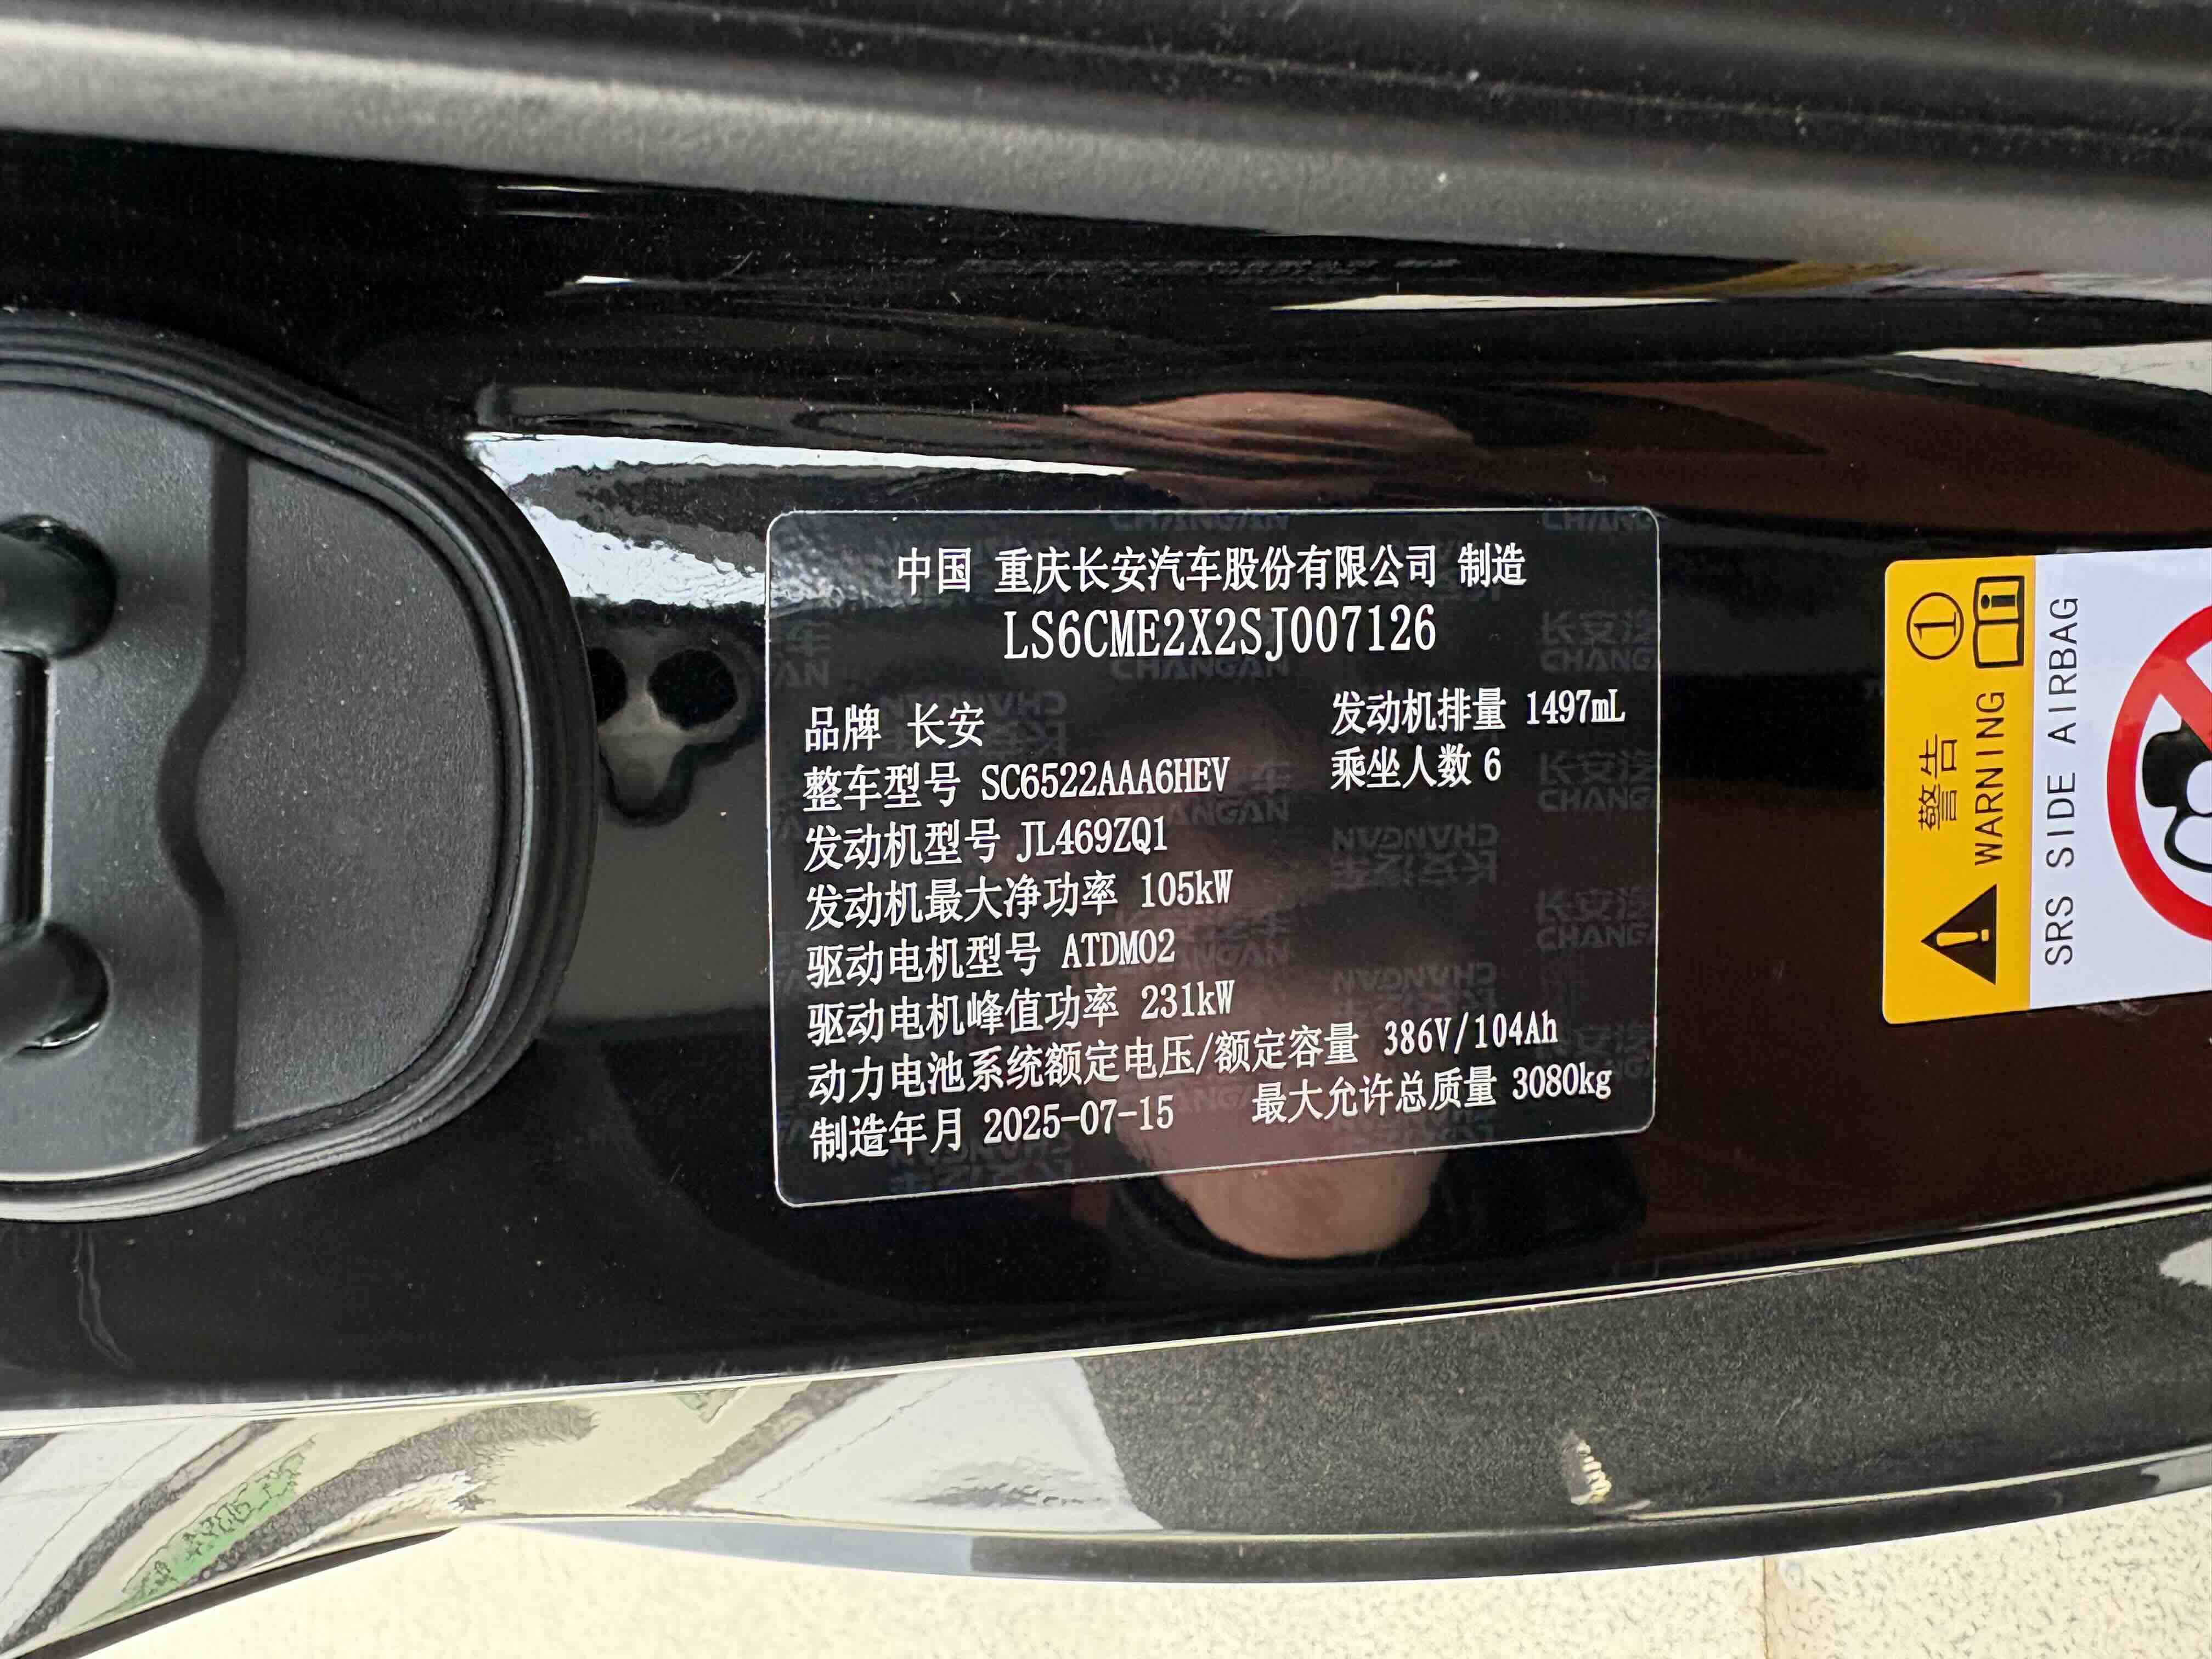 中国 重庆长安汽车股份有限公司 制造
LS6CME2X2SJ007126
品牌 长安
发动机排量 1497mL
整车型号 SC6522AAA6HEV
乘坐人数 6
发动机型号 JL469ZQ1
发动机最大净功率 105kW
驱动电机型号 ATDM02
驱动电机峰值功率 231kW
动力电池系统额定电压/额定容量 386V/104Ah
制造年月 2025-07-15 最大允许总质量 3080kg
警告
WARNING
SRS SIDE AIRBAG
长安汽车
CHANGAN